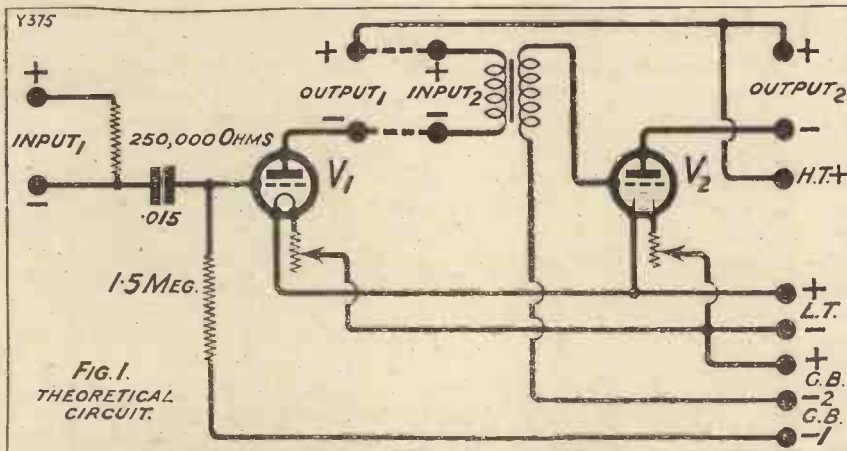 Y375
+
INPUT1
-
250,000 OHMS
.015
1.5 MEG.
FIG. 1.
THEORETICAL
CIRCUIT.
V1
+
OUTPUT1
-
+
INPUT2
-
V2
+
OUTPUT2
-
H.T.+
+
L.T.
-
+
G.B.
-2
G.B.
-1